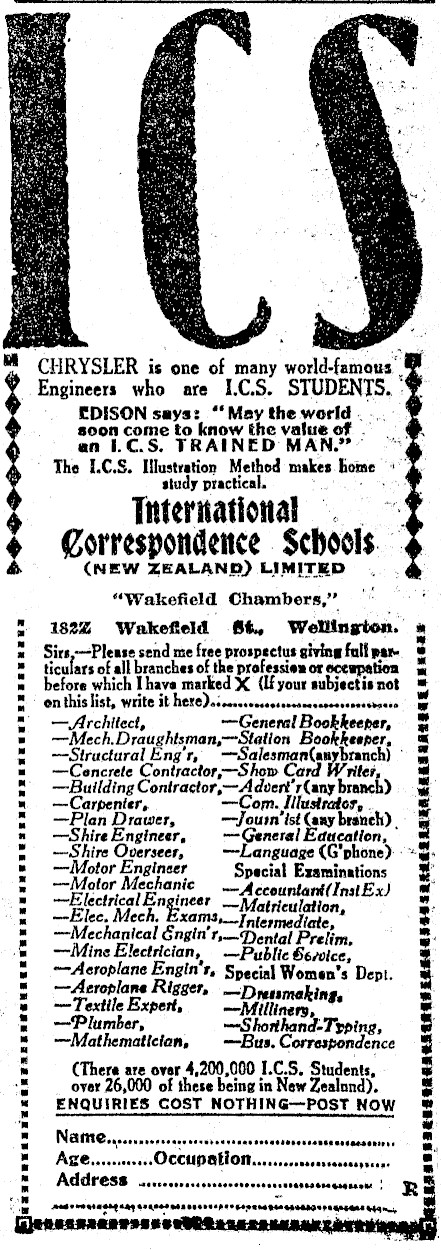 ICS
CHRYSLER is one of many world-famous
Engineers who are I.C.S. STUDENTS.
EDISON says: "May the world
soon come to know the value of
an I.C.S. TRAINED MAN."
The I.C.S. Illustration Method makes home
study practical.
International
Correspondence Schools
(NEW ZEALAND) LIMITED
"Wakefield Chambers,"
182Z Wakefield St., Wellington.
Sirs,—Please send me free prospectus giving full par-
ticulars of all branches of the profession or occupation
before which I have marked X (If your subject is not
on this list, write it here)
—Architect,
—Mech. Draughtsman,
—Structural Eng'r,
—Concrete Contractor,
—Building Contractor,
—Carpenter,
—Plan Drawer,
—Shire Engineer,
—Shire Overseer,
—Motor Engineer
—Motor Mechanic
—Electrical Engineer
—Elec. Mech. Exams,
—Mechanical Engin'r,
—Mine Electrician,
—Aeroplane Engin'r,
—Aeroplane Rigger,
—Textile Expert,
—Plumber,
—Mathematician,
—General Bookkeeper,
—Station Bookkeeper,
—Salesman (any branch)
—Show Card Writer,
—Advert'r (any branch)
—Com. Illustrator,
—Journ'ist (any branch)
—General Education,
—Language (G'phone)
Special Examinations
—Accountant (Inst Ex)
—Matriculation,
—Intermediate,
—Dental Prelim.
—Public Service,
Special Women's Dept.
—Dressmaking,
—Millinery,
—Shorthand-Typing,
—Bus. Correspondence
(There are over 4,200,000 I.C.S. Students,
over 26,000 of these being in New Zealand).
ENQUIRIES COST NOTHING—POST NOW
Name
Age Occupation
Address
R